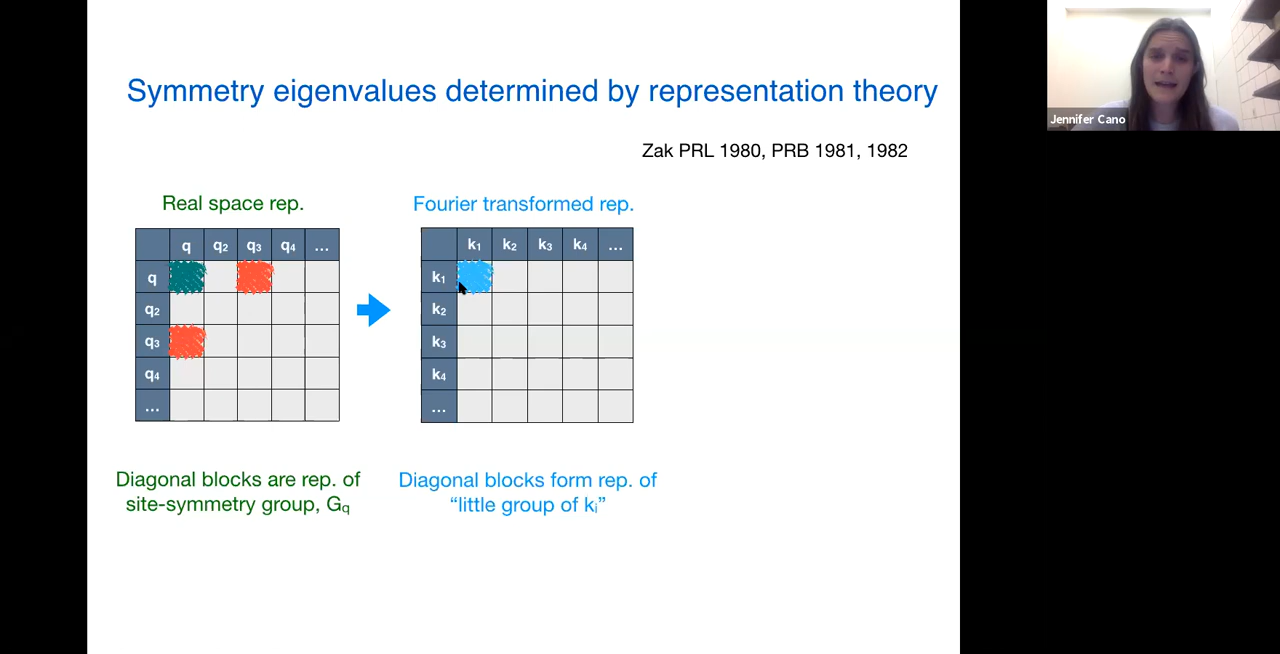 Symmetry eigenvalues determined by representation theory
Jennifer Cano
Zak PRL 1980, PRB 1981, 1982
Real space rep.
q q₂ q₃ q₄ ...
q
q₂
q₃
q₄
...
Diagonal blocks are rep. of
site-symmetry group, Gq
Fourier transformed rep.
k₁ k₂ k₃ k₄ ...
k₁
k₂
k₃
k₄
...
Diagonal blocks form rep. of
“little group of kᵢ”